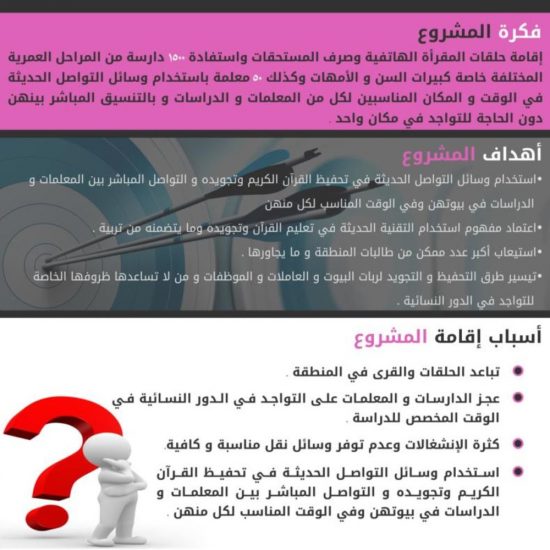 فكرة المشروع
إقامة حلقات المقرأة الهاتفية وصرف المستحقات واستفادة ١٥٠٠ دارسة من المراحل العمرية
المختلفة خاصة كبيرات السن و الأمهات وكذلك ٥٠ معلمة باستخدام وسائل التواصل الحديثة
في الوقت و المكان المناسبين لكل من المعلمات و الدراسات و بالتنسيق المباشر بينهن
دون الحاجة للتواجد في مكان واحد .
أهداف المشروع
•استخدام وسائل التواصل الحديثة في تحفيظ القرآن الكريم وتجويده و التواصل المباشر بين المعلمات و
الدراسات في بيوتهن وفي الوقت المناسب لكل منهن
•اعتماد مفهوم استخدام التقنية الحديثة في تعليم القرآن وتجويده وما يتضمنه من تربية .
•استيعاب أكبر عدد ممكن من طالبات المنطقة و ما يجاورها .
•تيسير طرق التحفيظ و التجويد لربات البيوت و العاملات و الموظفات و من لا تساعدها ظروفها الخاصة
للتواجد في الدور النسائية .
أسباب إقامة المشروع
تباعد الحلقات والقرى في المنطقة .
عجز الدارسات و المعلمات على التواجد في الدور النسائية في
الوقت المخصص للدراسة .
كثرة الإنشغالات وعدم توفر وسائل نقل مناسبة و كافية.
استخدام وسائل التواصل الحديثة في تحفيظ القرآن
الكريم وتجويده و التواصل المباشر بين المعلمات و
الدراسات في بيوتهن وفي الوقت المناسب لكل منهن .